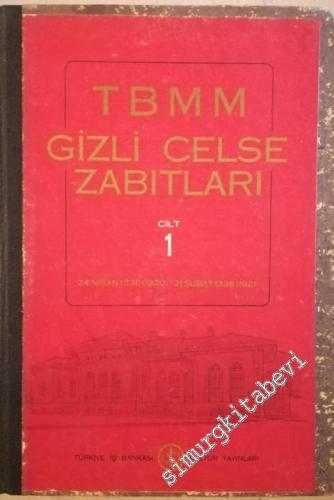 TBMM
GİZLİ CELSE
ZABITLARI
CİLT
1
24 NİSAN 1336 (1920) - 21 ŞUBAT 1336 (1921)
TÜRKİYE İŞ BANKASI KÜLTÜR YAYINLARI
simurgkitabevi